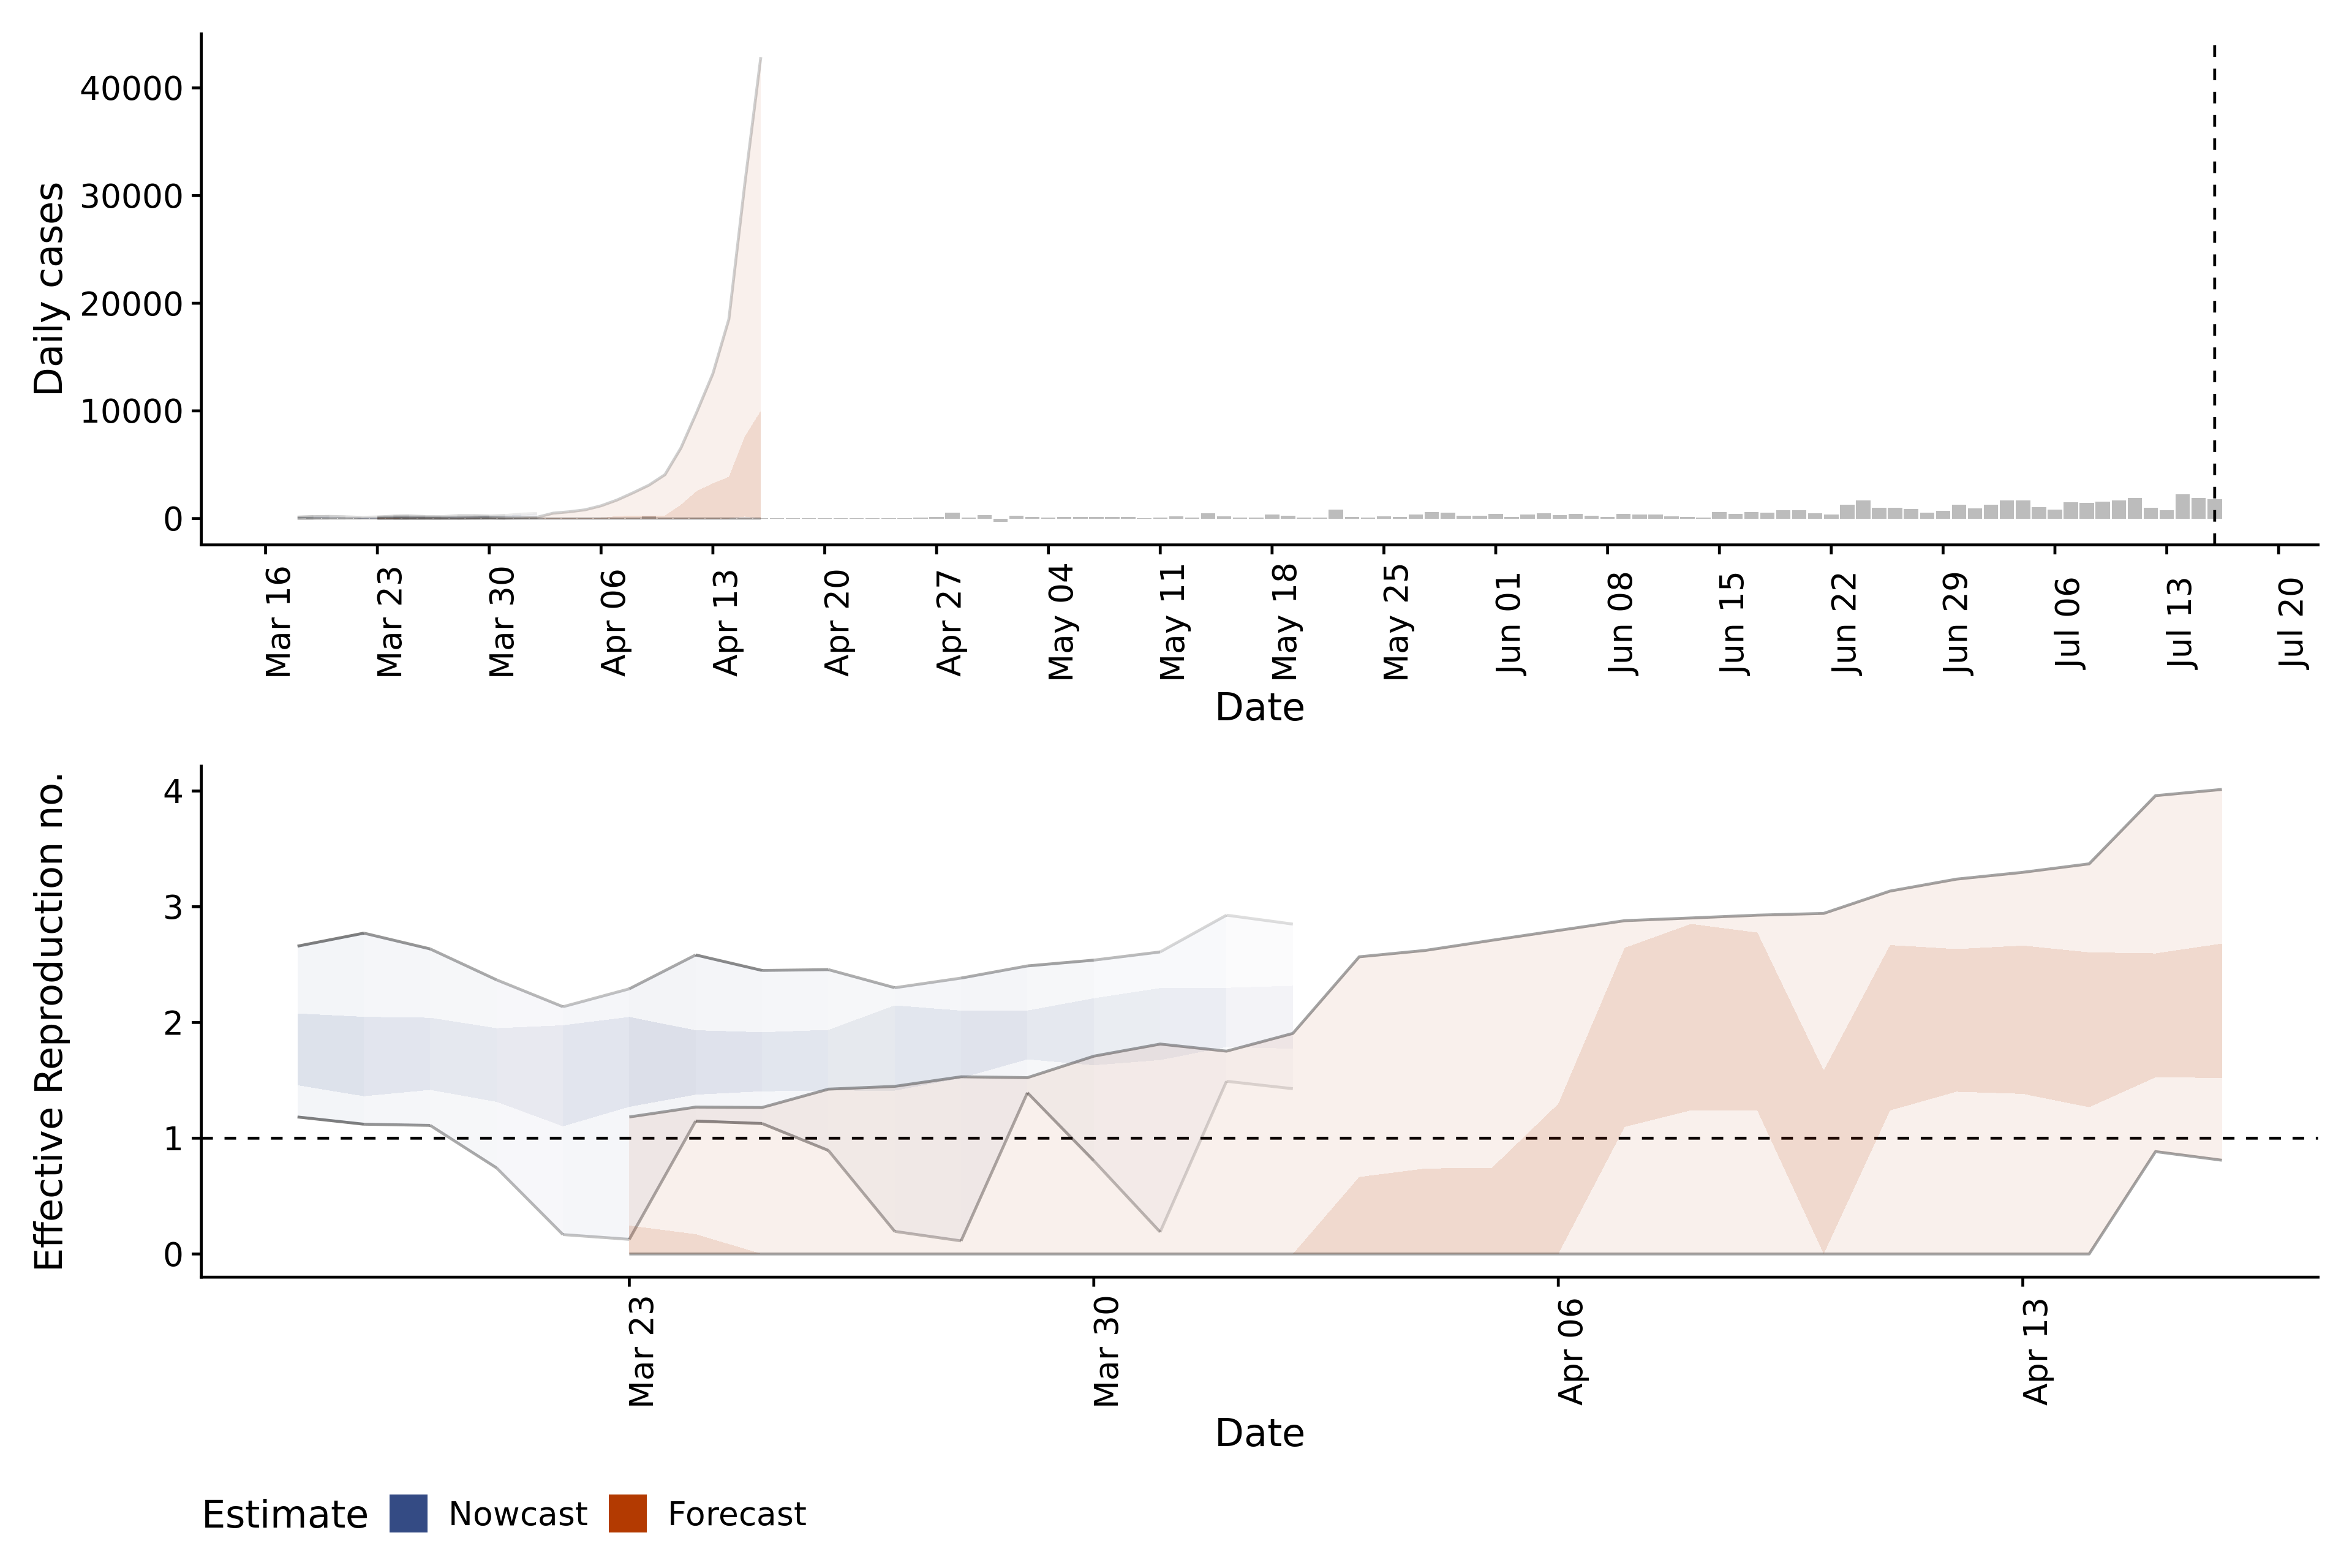 Daily cases
40000
30000
20000
10000
0
Mar 16
Mar 23
Mar 30
Apr 06
Apr 13
Apr 20
Apr 27
May 04
May 11
May 18
May 25
Jun 01
Jun 08
Jun 15
Jun 22
Jun 29
Jul 06
Jul 13
Jul 20
Date
Effective Reproduction no.
4
3
2
1
0
Mar 23
Mar 30
Apr 06
Apr 13
Date
Estimate Nowcast Forecast